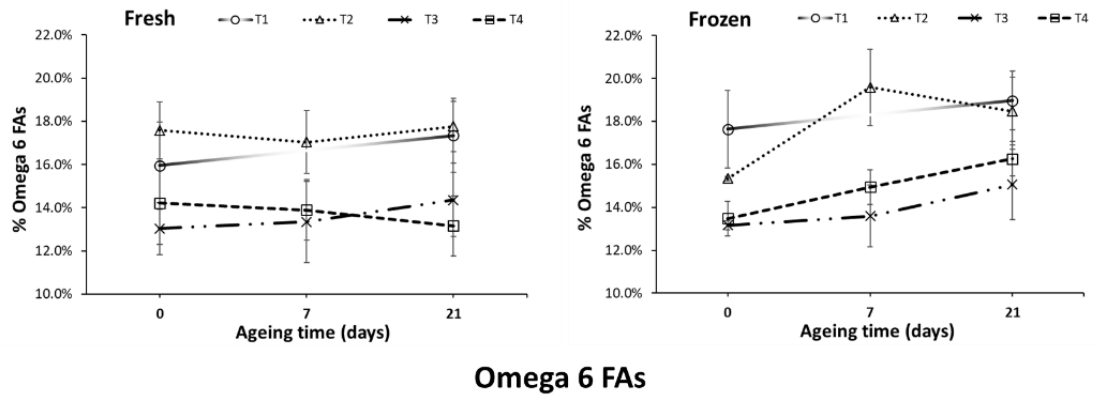 Fresh
T1 T2 T3 T4
22.0%
20.0%
18.0%
16.0%
14.0%
12.0%
10.0%
% Omega 6 FAs
0 7 21
Ageing time (days)
Frozen
T1 T2 T3 T4
22.0%
20.0%
18.0%
16.0%
14.0%
12.0%
10.0%
% Omega 6 FAs
0 7 21
Ageing time (days)
Omega 6 FAs